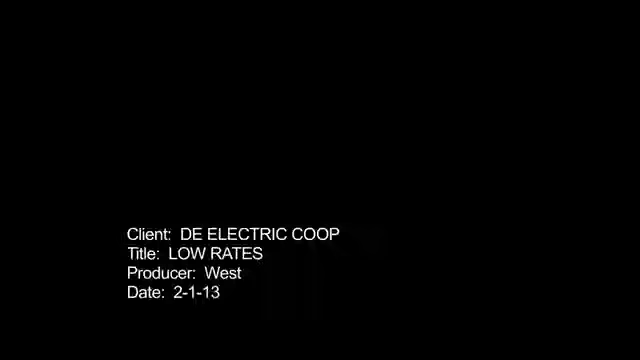 Client:  DE ELECTRIC COOP
Title:  LOW RATES
Producer:  West
Date:  2-1-13